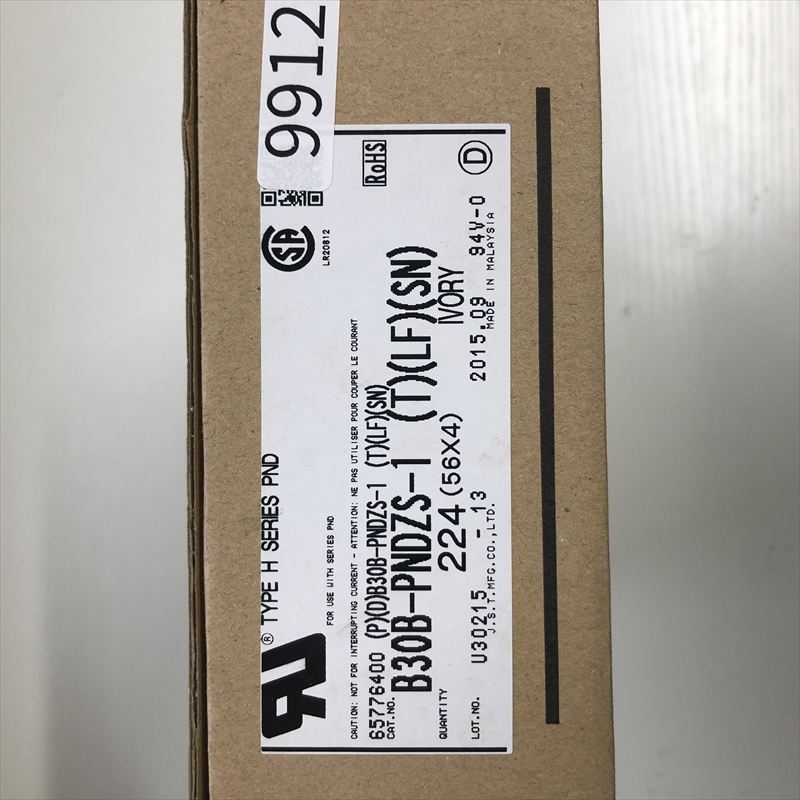 9912
RoHS
D
SA
LR20812
® TYPE H SERIES PND
FOR USE WITH SERIES PND
CAUTION: NOT FOR INTERRUPTING CURRENT - ATTENTION: NE PAS UTILISER POUR COUPER LE COURANT
65776400 (P)(D)B30B-PNDZS-1 (T)(LF)(SN)
CAT.NO. B30B-PNDZS-1 (T)(LF)(SN)
IVORY
QUANTITY 224 (56X4)
LOT.NO. U30215 - 13 2015.09 94V-0
J.S.T.MFG.CO.,LTD. MADE IN MALAYSIA